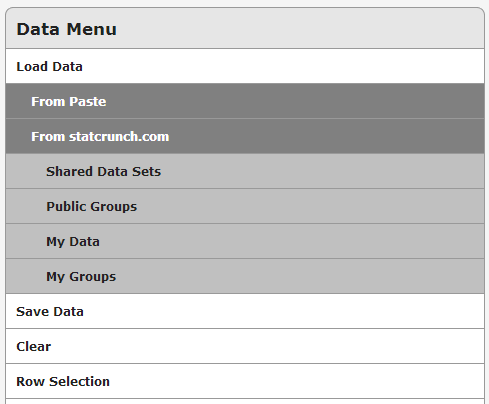 Data Menu
Load Data
From Paste
From statcrunch.com
Shared Data Sets
Public Groups
My Data
My Groups
Save Data
Clear
Row Selection